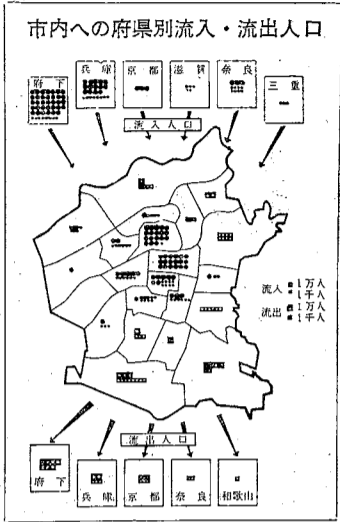 市内への府県別流入・流出人口
府下
兵庫
京都
滋賀
奈良
三重
流入人口
流入 1万人
1千人
流出 1万人
1千人
流出人口
府下
兵庫
京都
奈良
和歌山